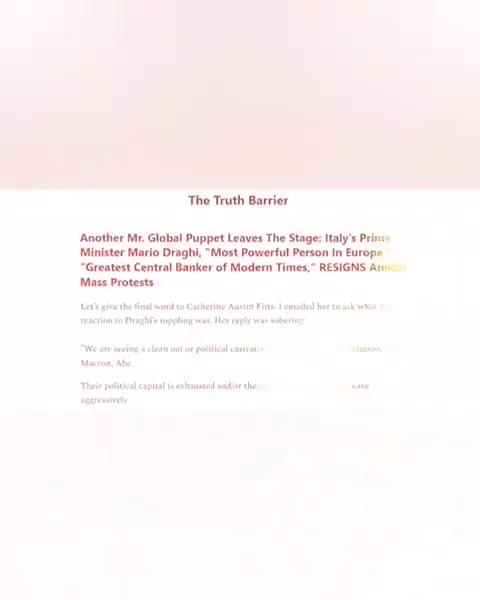 The Truth Barrier
Another Mr. Global Puppet Leaves The Stage: Italy's Prime
Minister Mario Draghi, "Most Powerful Person In Europe,"
"Greatest Central Banker of Modern Times," RESIGNS Amidst
Mass Protests
Let's give the final word to Catherine Austin Fitts. I emailed her to ask what
reaction to Draghi's toppling was. Her reply was sobering:
"We are seeing a clean out or political
Macron, Abe.
Their political capital is exhausted and/or
aggressively